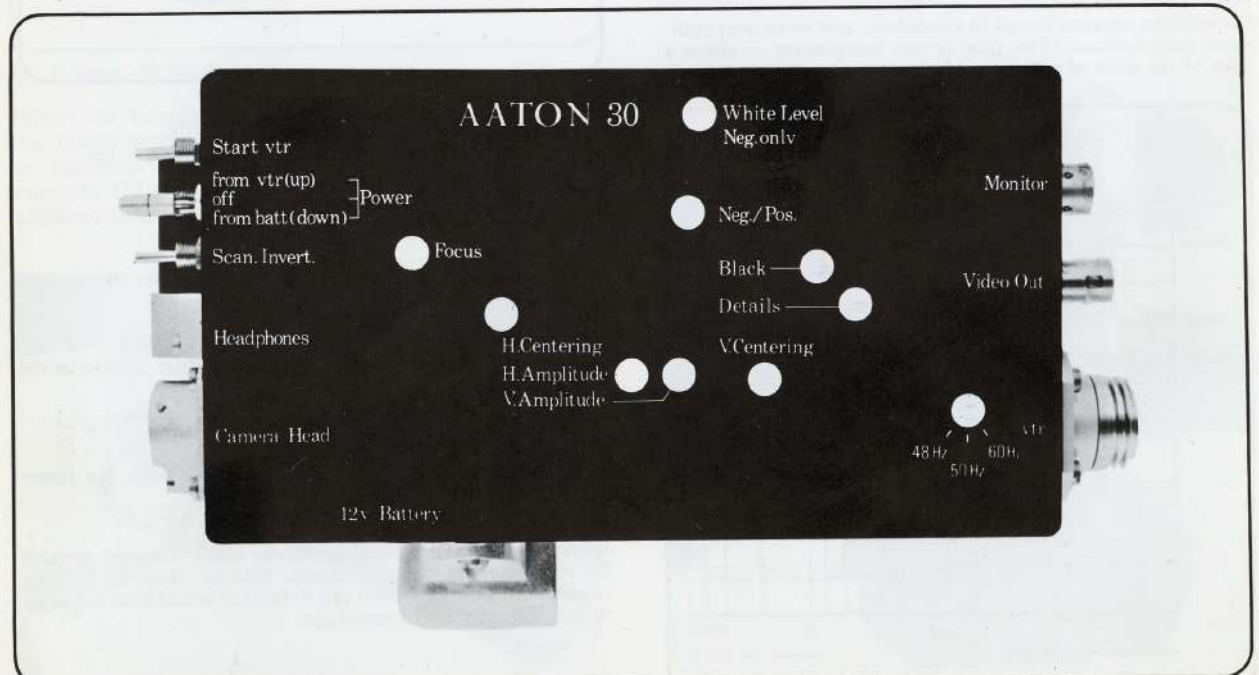 AATON 30
White Level
Neg.only
Start vtr
from vtr(up)
off
from batt(down)
Power
Monitor
Neg./Pos.
Scan. Invert.
Focus
Black
Video Out
Details
Headphones
H.Centering
V.Centering
H.Amplitude
V.Amplitude
Camera Head
vtr
48Hz
60Hz
50Hz
12v Battery